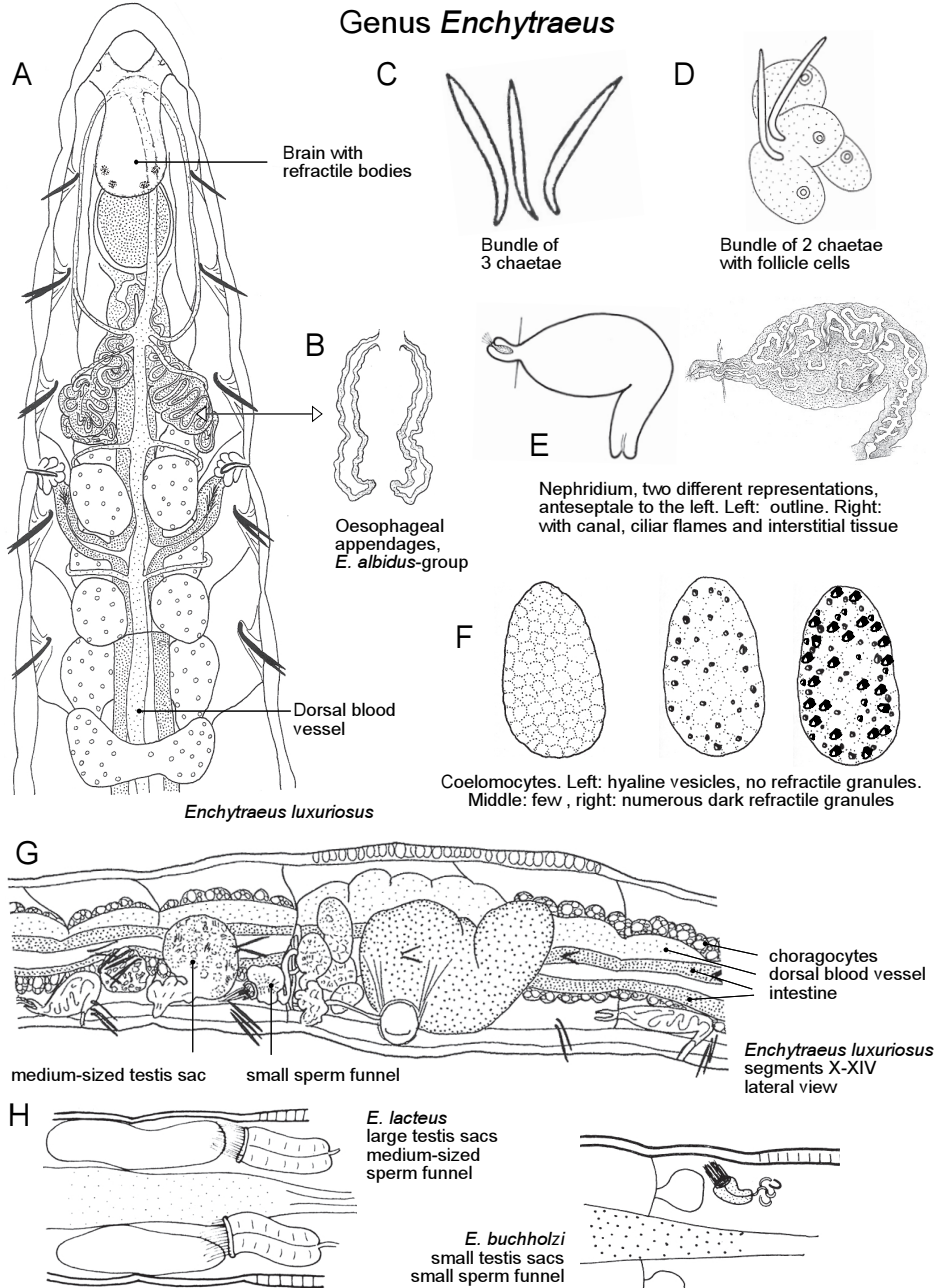 Genus Enchytraeus
A
Brain with
refractile bodies
C
Bundle of
3 chaetae
D
Bundle of 2 chaetae
with follicle cells
B
Oesophageal
appendages,
E. albidus-group
E
Nephridium, two different representations,
anteseptale to the left. Left: outline. Right:
with canal, ciliar flames and interstitial tissue
Dorsal blood
vessel
Enchytraeus luxuriosus
F
Coelomocytes. Left: hyaline vesicles, no refractile granules.
Middle: few , right: numerous dark refractile granules
G
choragocytes
dorsal blood vessel
intestine
medium-sized testis sac
small sperm funnel
Enchytraeus luxuriosus
segments X-XIV
lateral view
H
E. lacteus
large testis sacs
medium-sized
sperm funnel
E. buchholzi
small testis sacs
small sperm funnel